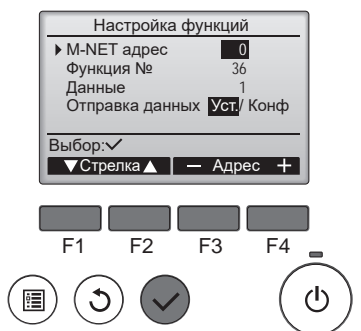 Настройка функций
M-NET адрес 0
Функция № 36
Данные 1
Отправка данных Уст./ Конф
Выбор:✓
▼Стрелка▲ — Адрес +
F1 F2 F3 F4